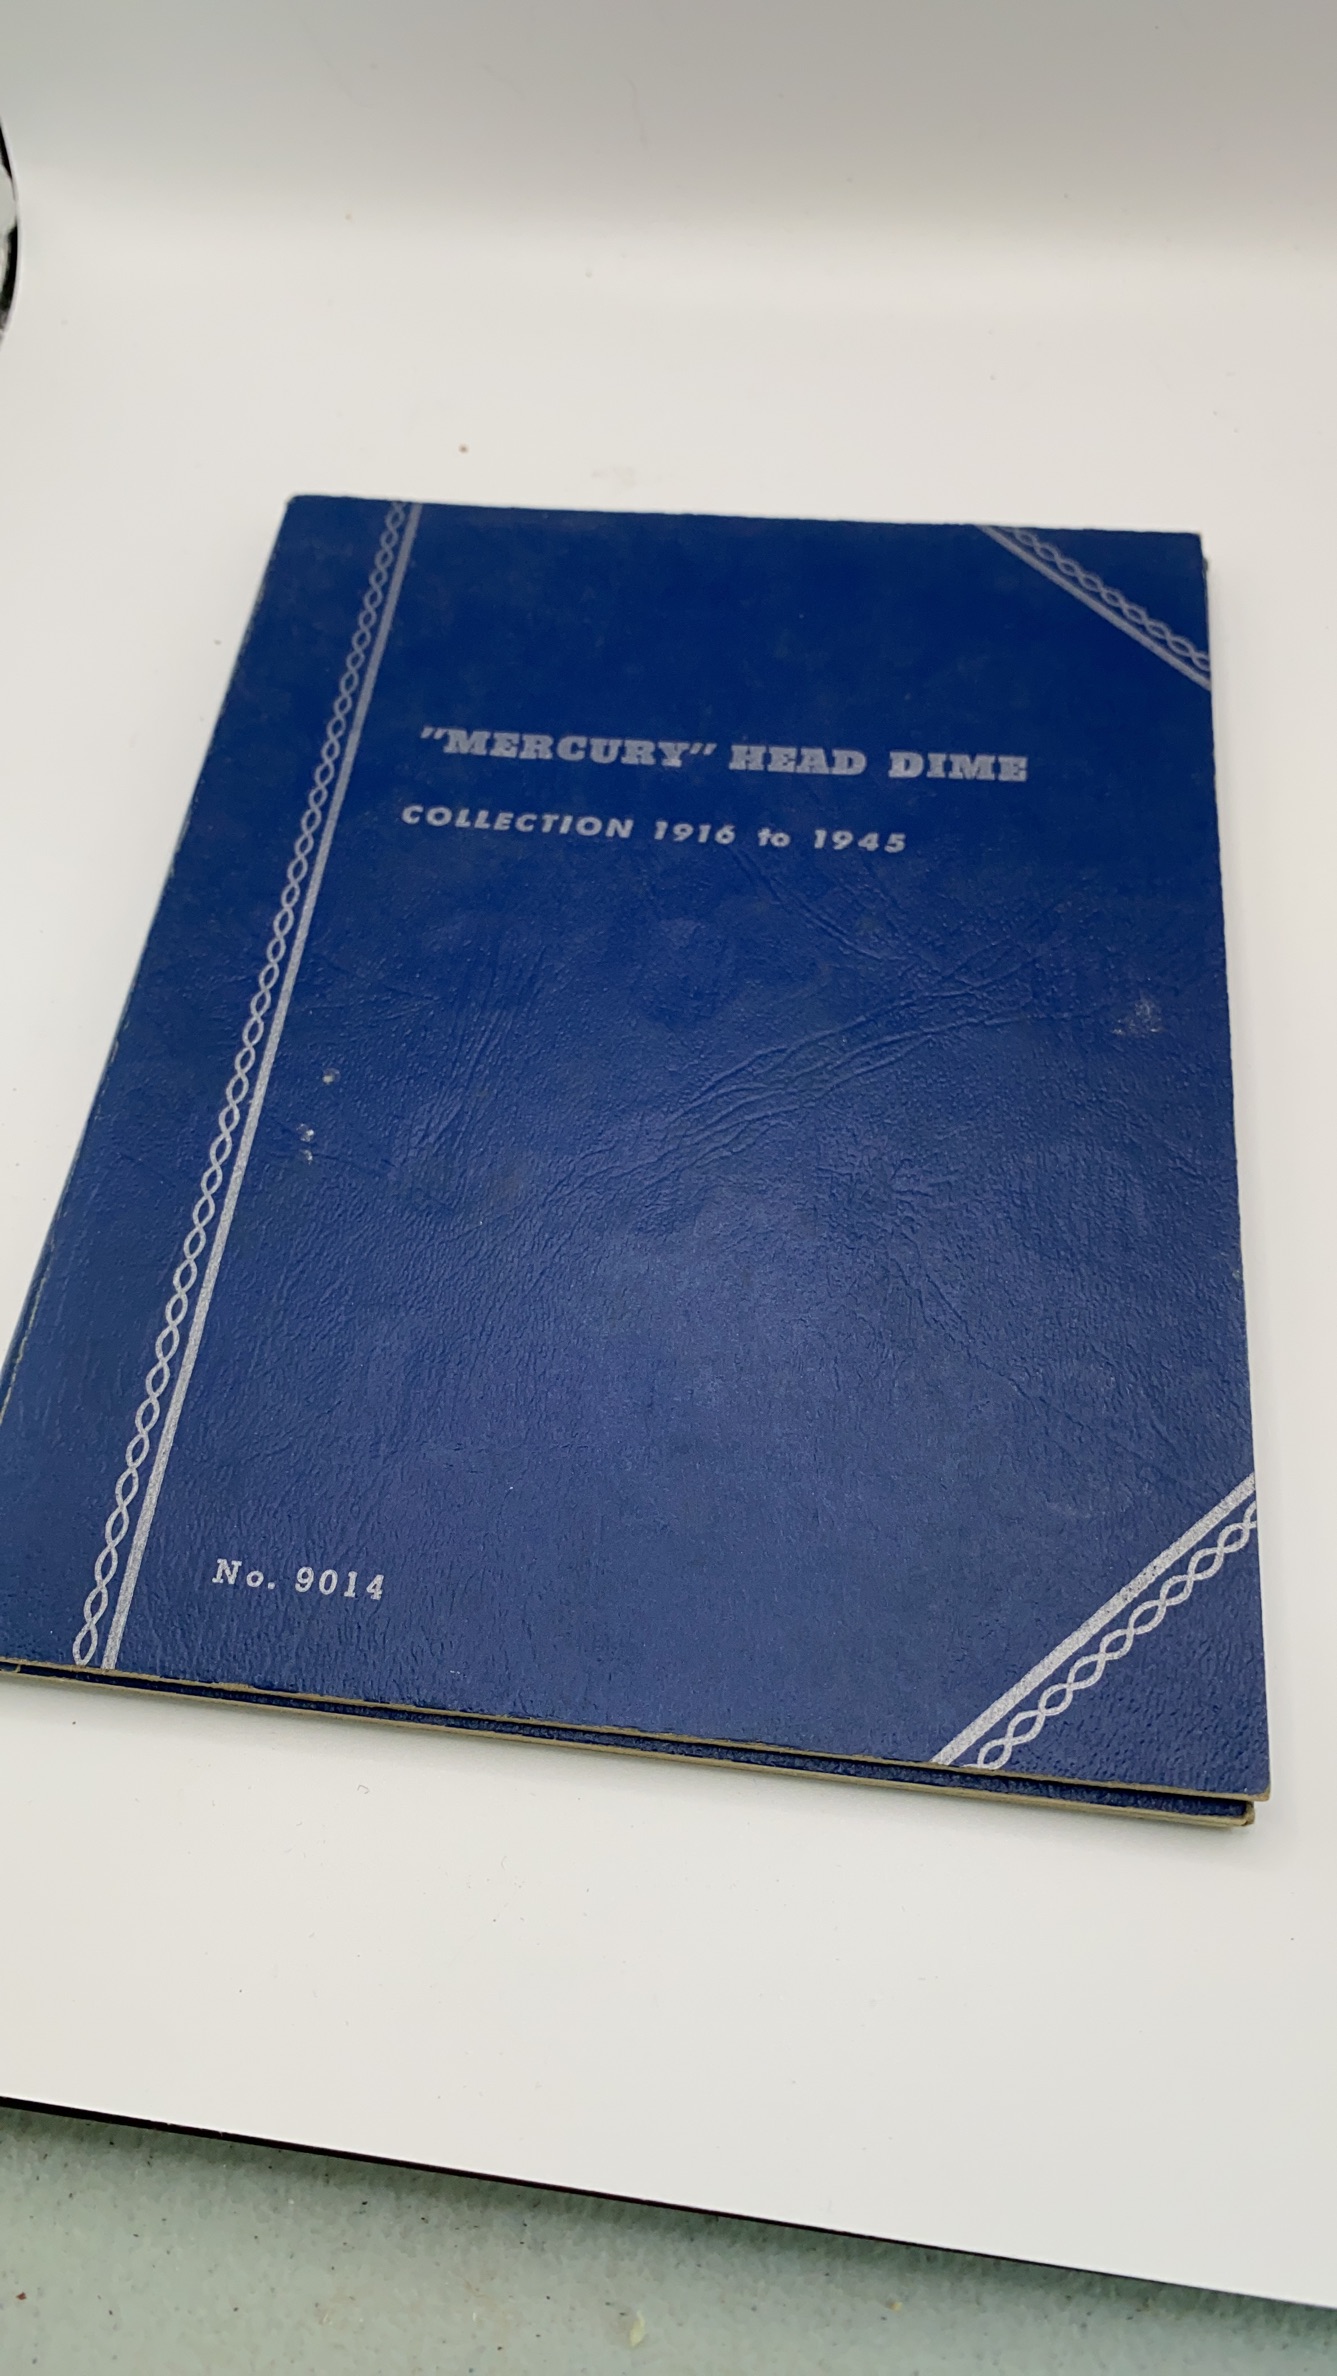 "MERCURY" HEAD DIME
COLLECTION 1916 to 1945
No. 9014